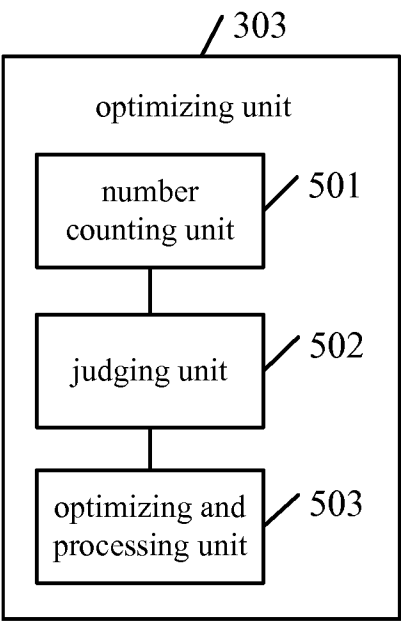 303
optimizing unit
number
counting unit
501
judging unit
502
optimizing and
processing unit
503